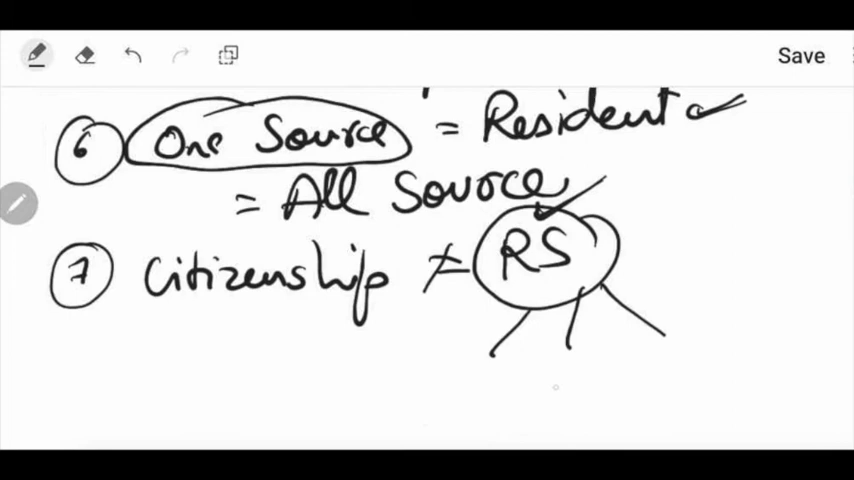 Save
6 One Source = Resident
= All Source
7 Citizenship ≠ RS